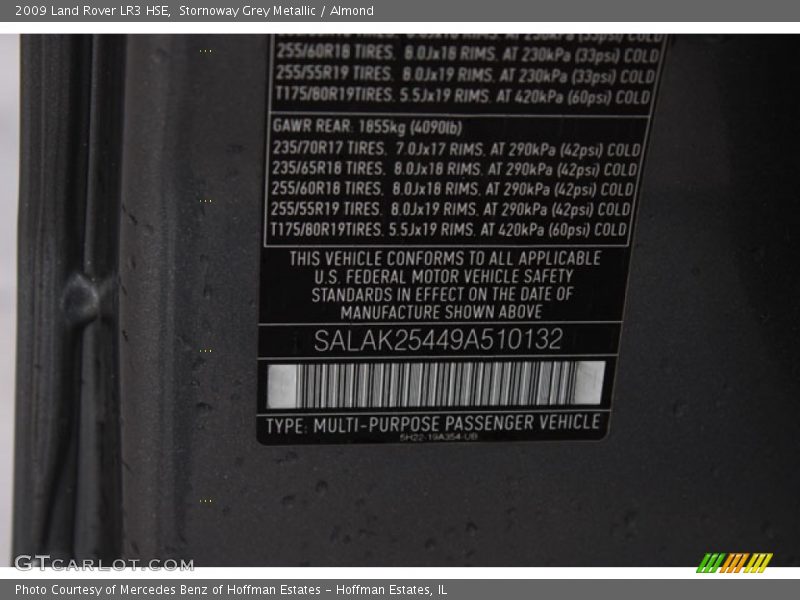 2009 Land Rover LR3 HSE,  Stornoway Grey Metallic / Almond
255/60R18 TIRES. 8.0Jx18 RIMS. AT 230kPa (33psi) COLD
255/55R19 TIRES. 8.0Jx19 RIMS. AT 230kPa (33psi) COLD
T175/80R19TIRES. 5.5Jx19 RIMS. AT 420kPa (60psi) COLD
GAWR REAR: 1855kg (4090lb)
235/70R17 TIRES. 7.0Jx17 RIMS. AT 290kPa (42psi) COLD
235/65R18 TIRES. 8.0Jx18 RIMS. AT 290kPa (42psi) COLD
255/60R18 TIRES. 8.0Jx18 RIMS. AT 290kPa (42psi) COLD
255/55R19 TIRES. 8.0Jx19 RIMS. AT 290kPa (42psi) COLD
T175/80R19TIRES. 5.5Jx19 RIMS. AT 420kPa (60psi) COLD
THIS VEHICLE CONFORMS TO ALL APPLICABLE
U.S. FEDERAL MOTOR VEHICLE SAFETY
STANDARDS IN EFFECT ON THE DATE OF
MANUFACTURE SHOWN ABOVE
SALAK25449A510132
TYPE: MULTI-PURPOSE PASSENGER VEHICLE
5H22-19A354-UB
GTcarlot.com
Photo Courtesy of Mercedes Benz of Hoffman Estates - Hoffman Estates, IL